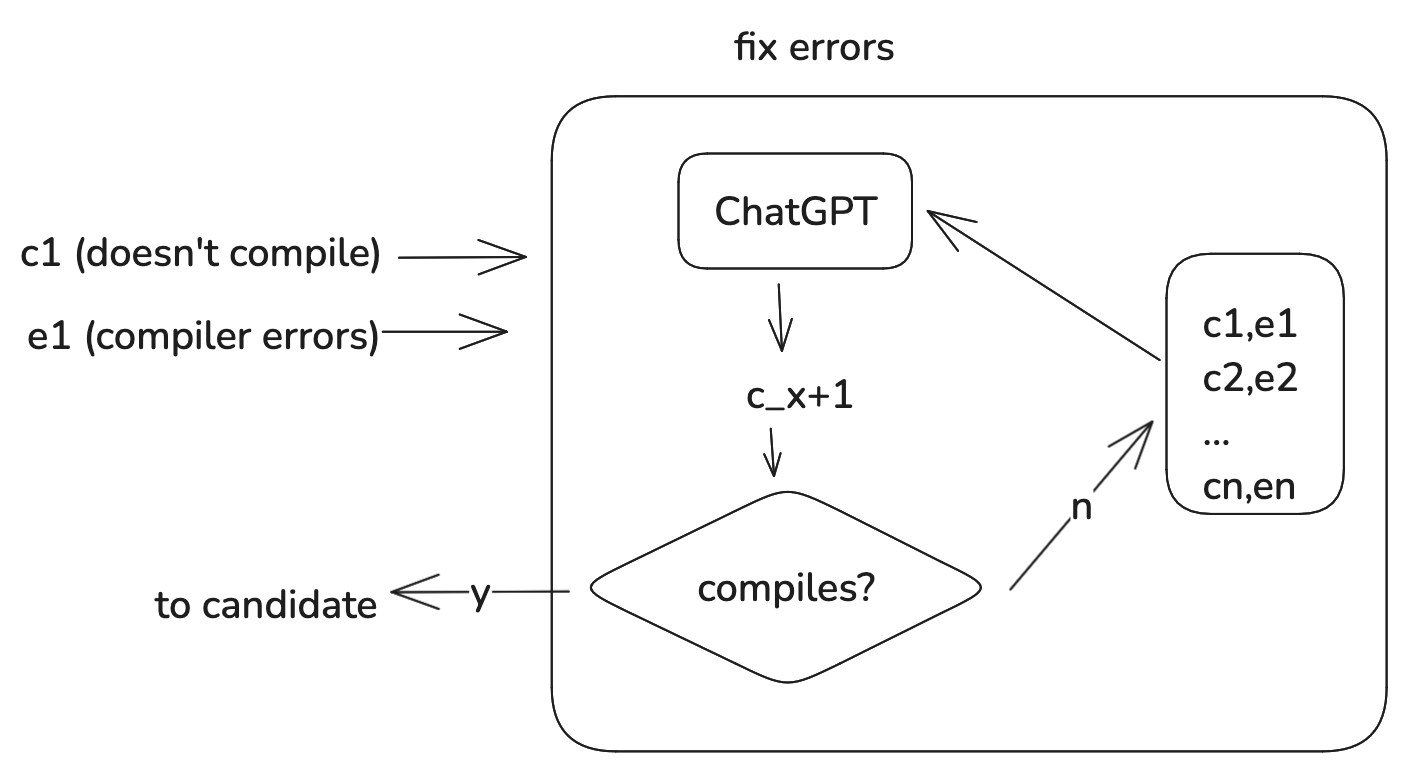 fix errors
ChatGPT
c1 (doesn't compile)
e1 (compiler errors)
c1,e1
c2,e2
...
cn,en
c_x+1
n
compiles?
y
to candidate